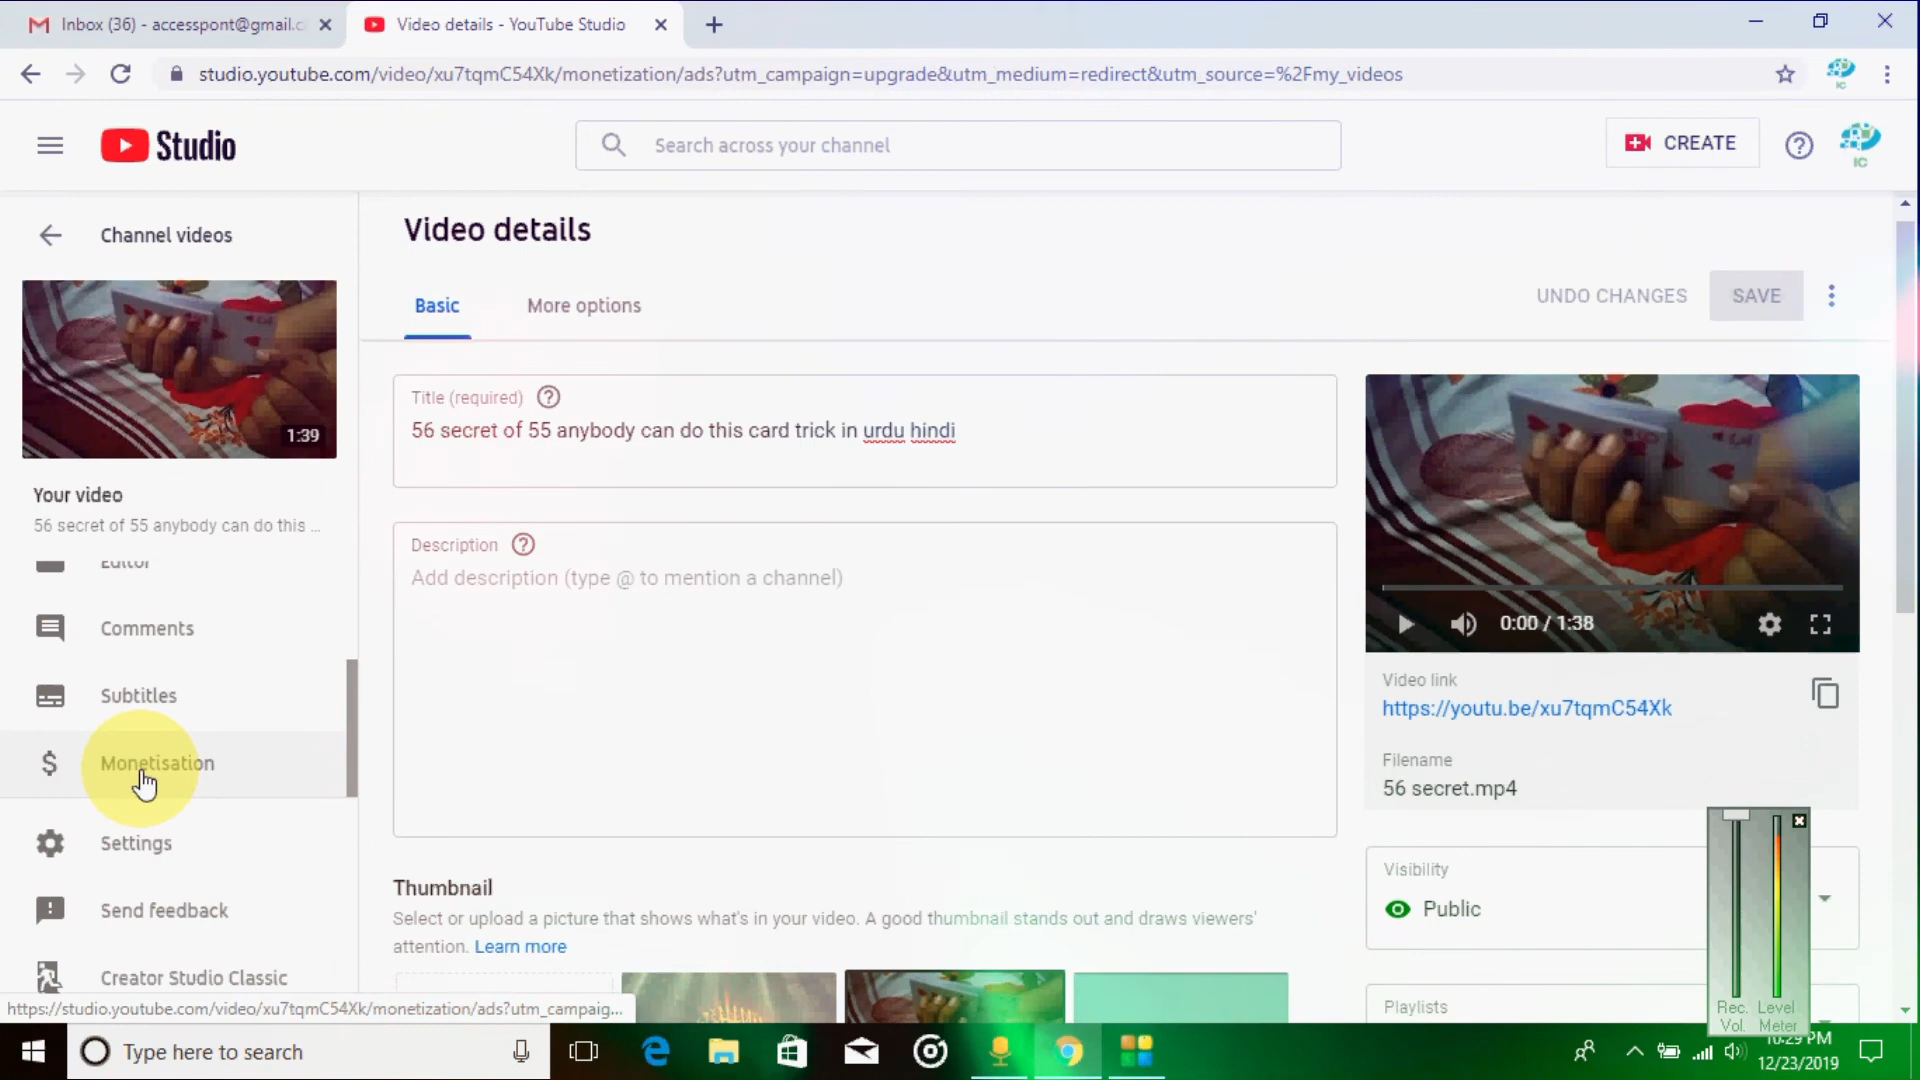 Inbox (36) - accesspont@gmail.c
Video details - YouTube Studio
studio.youtube.com/video/xu7tqmC54Xk/monetization/ads?utm_campaign=upgrade&utm_medium=redirect&utm_source=%2Fmy_videos
Studio
Search across your channel
CREATE
IC
Channel videos
1:39
Your video
56 secret of 55 anybody can do this ...
Editor
Comments
Subtitles
Monetisation
Settings
Send feedback
Creator Studio Classic
Video details
Basic
More options
UNDO CHANGES
SAVE
Title (required)
56 secret of 55 anybody can do this card trick in urdu hindi
Description
Add description (type @ to mention a channel)
Thumbnail
Select or upload a picture that shows what's in your video. A good thumbnail stands out and draws viewers'
attention. Learn more
0:00 / 1:38
Video link
https://youtu.be/xu7tqmC54Xk
Filename
56 secret.mp4
Visibility
Public
Playlists
Rec. Level
Vol. Meter
https://studio.youtube.com/video/xu7tqmC54Xk/monetization/ads?utm_campaig...
Type here to search
10:29 PM
12/23/2019